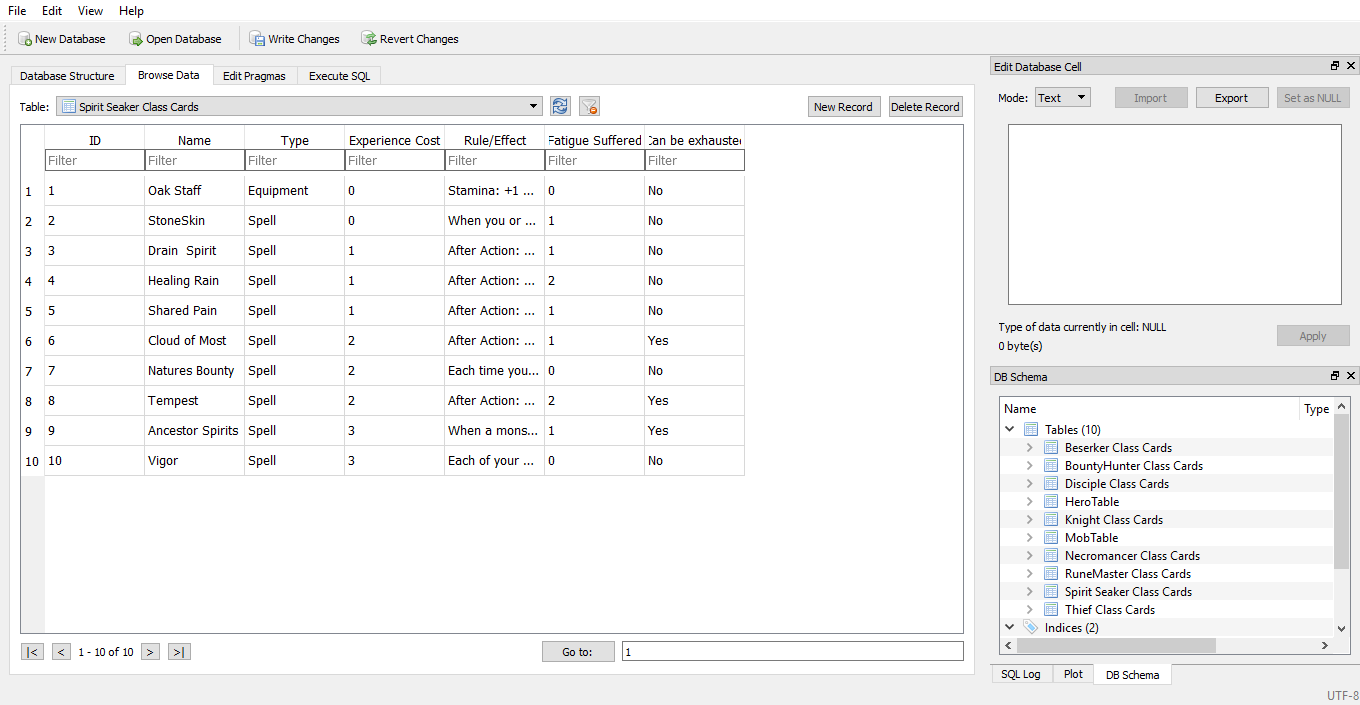 File Edit View Help
New Database Open Database Write Changes Revert Changes
Database Structure Browse Data Edit Pragmas Execute SQL
Table: Spirit Seaker Class Cards New Record Delete Record
ID Name Type Experience Cost Rule/Effect Fatigue Suffered Can be exhausted
Filter Filter Filter Filter Filter Filter Filter
1 1 Oak Staff Equipment 0 Stamina: +1 ... 0 No
2 2 StoneSkin Spell 0 When you or ... 1 No
3 3 Drain  Spirit Spell 1 After Action: ... 1 No
4 4 Healing Rain Spell 1 After Action: ... 2 No
5 5 Shared Pain Spell 1 After Action: ... 1 No
6 6 Cloud of Most Spell 2 After Action: ... 1 Yes
7 7 Natures Bounty Spell 2 Each time you... 0 No
8 8 Tempest Spell 2 After Action: ... 2 Yes
9 9 Ancestor Spirits Spell 3 When a mons... 1 Yes
10 10 Vigor Spell 3 Each of your ... 0 No
|< < 1 - 10 of 10 > >| Go to: 1
Edit Database Cell
Mode: Text Import Export Set as NULL
Type of data currently in cell: NULL
0 byte(s)
Apply
DB Schema
Name Type
Tables (10)
Beserker Class Cards
BountyHunter Class Cards
Disciple Class Cards
HeroTable
Knight Class Cards
MobTable
Necromancer Class Cards
RuneMaster Class Cards
Spirit Seaker Class Cards
Thief Class Cards
Indices (2)
SQL Log Plot DB Schema
UTF-8